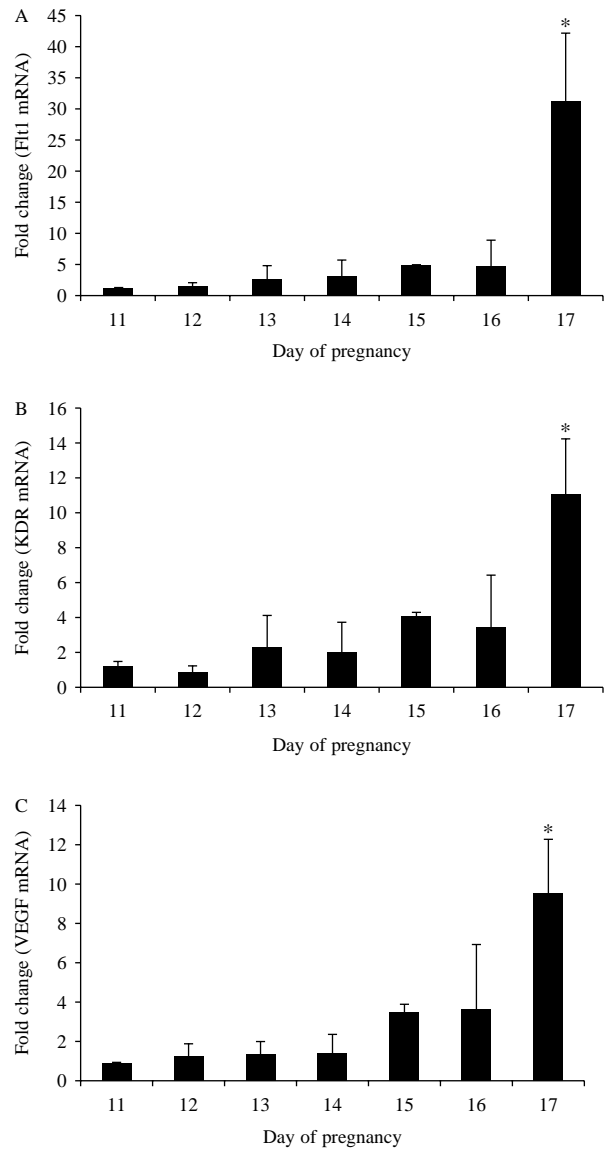 A
Fold change (Flt1 mRNA)
45
40
35
30
25
20
15
10
5
0
*
11 12 13 14 15 16 17
Day of pregnancy
B
Fold change (KDR mRNA)
16
14
12
10
8
6
4
2
0
*
11 12 13 14 15 16 17
Day of pregnancy
C
Fold change (VEGF mRNA)
14
12
10
8
6
4
2
0
*
11 12 13 14 15 16 17
Day of pregnancy